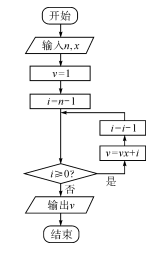 开始
输入n,x
v=1
i=n-1
i=i-1
v=vx+i
i≥0?
是
否
输出v
结束